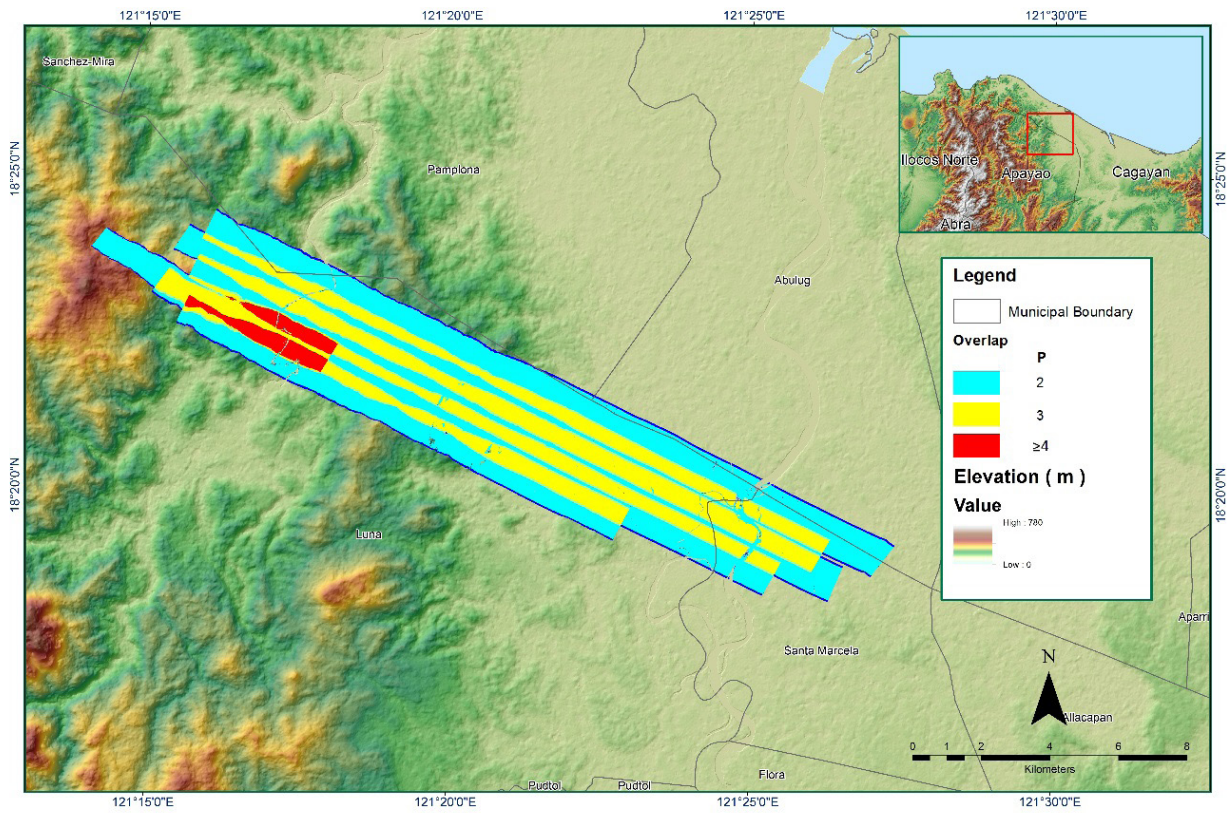 121°15'0"E
121°20'0"E
121°25'0"E
121°30'0"E
Sanchez-Mira
Pamplona
18°25'0"N
18°25'0"N
Ilocos Norte
Apayao
Cagayan
Abra
Abulug
Legend
Municipal Boundary
Overlap
P
2
3
≥4
Elevation ( m )
Value
High : 780
Low : 0
18°20'0"N
18°20'0"N
Luna
Aparri
Santa Marcela
N
Allacapan
0 1 2 4 6 8
Kilometers
Flora
Pudtol
Pudtol
121°15'0"E
121°20'0"E
121°25'0"E
121°30'0"E